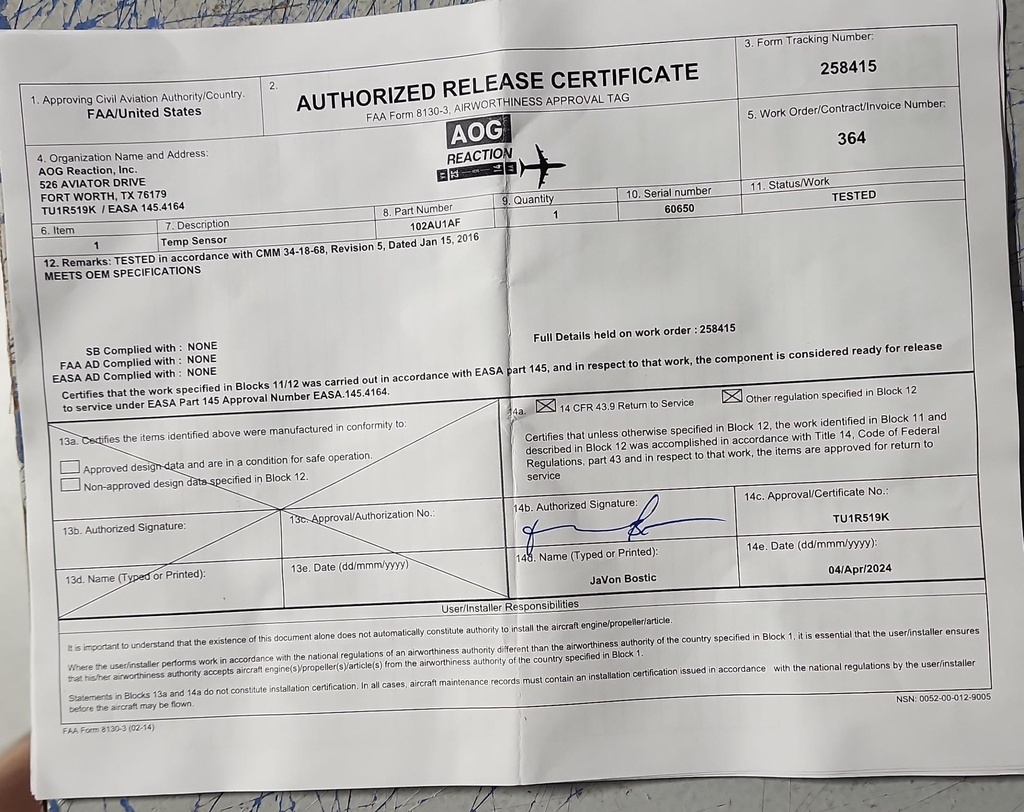 1. Approving Civil Aviation Authority/Country.
FAA/United States
2.
AUTHORIZED RELEASE CERTIFICATE
FAA Form 8130-3, AIRWORTHINESS APPROVAL TAG
3. Form Tracking Number:
258415
4. Organization Name and Address:
AOG Reaction, Inc.
526 AVIATOR DRIVE
FORT WORTH, TX 76179
TU1R519K / EASA 145.4164
AOG
REACTION
5. Work Order/Contract/Invoice Number:
364
6. Item
7. Description
8. Part Number
9. Quantity
10. Serial number
11. Status/Work
1
Temp Sensor
102AU1AF
1
60650
TESTED
12. Remarks: TESTED in accordance with CMM 34-18-68, Revision 5, Dated Jan 15, 2016
MEETS OEM SPECIFICATIONS
SB Complied with : NONE
FAA AD Complied with : NONE
EASA AD Complied with : NONE
Full Details held on work order : 258415
Certifies that the work specified in Blocks 11/12 was carried out in accordance with EASA part 145, and in respect to that work, the component is considered ready for release
to service under EASA Part 145 Approval Number EASA.145.4164.
13a. Certifies the items identified above were manufactured in conformity to:
Approved design data and are in a condition for safe operation.
Non-approved design data specified in Block 12.
14a. 14 CFR 43.9 Return to Service
Other regulation specified in Block 12
Certifies that unless otherwise specified in Block 12, the work identified in Block 11 and
described in Block 12 was accomplished in accordance with Title 14, Code of Federal
Regulations, part 43 and in respect to that work, the items are approved for return to
service
13b. Authorized Signature:
13c. Approval/Authorization No.:
14b. Authorized Signature:
14c. Approval/Certificate No.:
TU1R519K
13d. Name (Typed or Printed):
13e. Date (dd/mmm/yyyy)
14d. Name (Typed or Printed):
JaVon Bostic
14e. Date (dd/mmm/yyyy):
04/Apr/2024
User/Installer Responsibilities
It is important to understand that the existence of this document alone does not automatically constitute authority to install the aircraft engine/propeller/article.
Where the user/installer performs work in accordance with the national regulations of an airworthiness authority different than the airworthiness authority of the country specified in Block 1, it is essential that the user/installer ensures
that his/her airworthiness authority accepts aircraft engine(s)/propeller(s)/article(s) from the airworthiness authority of the country specified in Block 1.
Statements in Blocks 13a and 14a do not constitute installation certification. In all cases, aircraft maintenance records must contain an installation certification issued in accordance with the national regulations by the user/installer
before the aircraft may be flown.
FAA Form 8130-3 (02-14)
NSN: 0052-00-012-9005